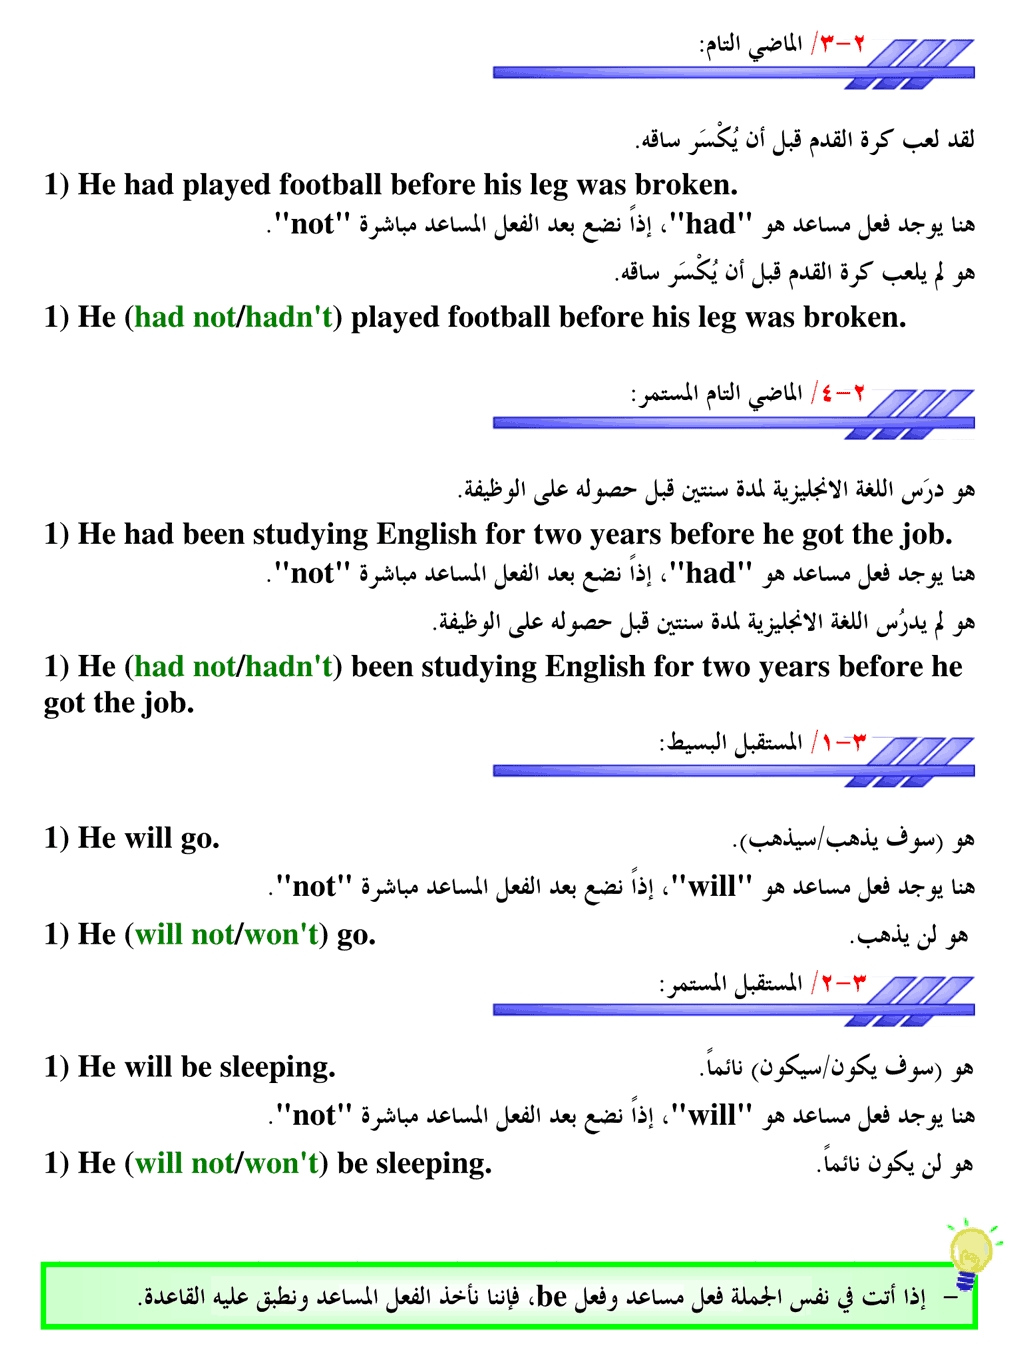 ٢-٣/ الماضي التام:
لقد لعب كرة القدم قبل أن يُكْسَر ساقه.
1) He had played football before his leg was broken.
هنا يوجد فعل مساعد هو "had"، إذاً نضع بعد الفعل المساعد مباشرة "not".
هو لم يلعب كرة القدم قبل أن يُكْسَر ساقه.
1) He (had not/hadn't) played football before his leg was broken.
٢-٤/ الماضي التام المستمر:
هو درَس اللغة الانجليزية لمدة سنتين قبل حصوله على الوظيفة.
1) He had been studying English for two years before he got the job.
هنا يوجد فعل مساعد هو "had"، إذاً نضع بعد الفعل المساعد مباشرة "not".
هو لم يدرُس اللغة الانجليزية لمدة سنتين قبل حصوله على الوظيفة.
1) He (had not/hadn't) been studying English for two years before he
got the job.
٣-١/ المستقبل البسيط:
1) He will go. هو (سوف يذهب/سيذهب).
هنا يوجد فعل مساعد هو "will"، إذاً نضع بعد الفعل المساعد مباشرة "not".
1) He (will not/won't) go. هو لن يذهب.
٣-٢/ المستقبل المستمر:
1) He will be sleeping. هو (سوف يكون/سيكون) نائماً.
هنا يوجد فعل مساعد هو "will"، إذاً نضع بعد الفعل المساعد مباشرة "not".
1) He (will not/won't) be sleeping. هو لن يكون نائماً.
- إذا أتت في نفس الجملة فعل مساعد وفعل be، فإننا نأخذ الفعل المساعد ونطبق عليه القاعدة.